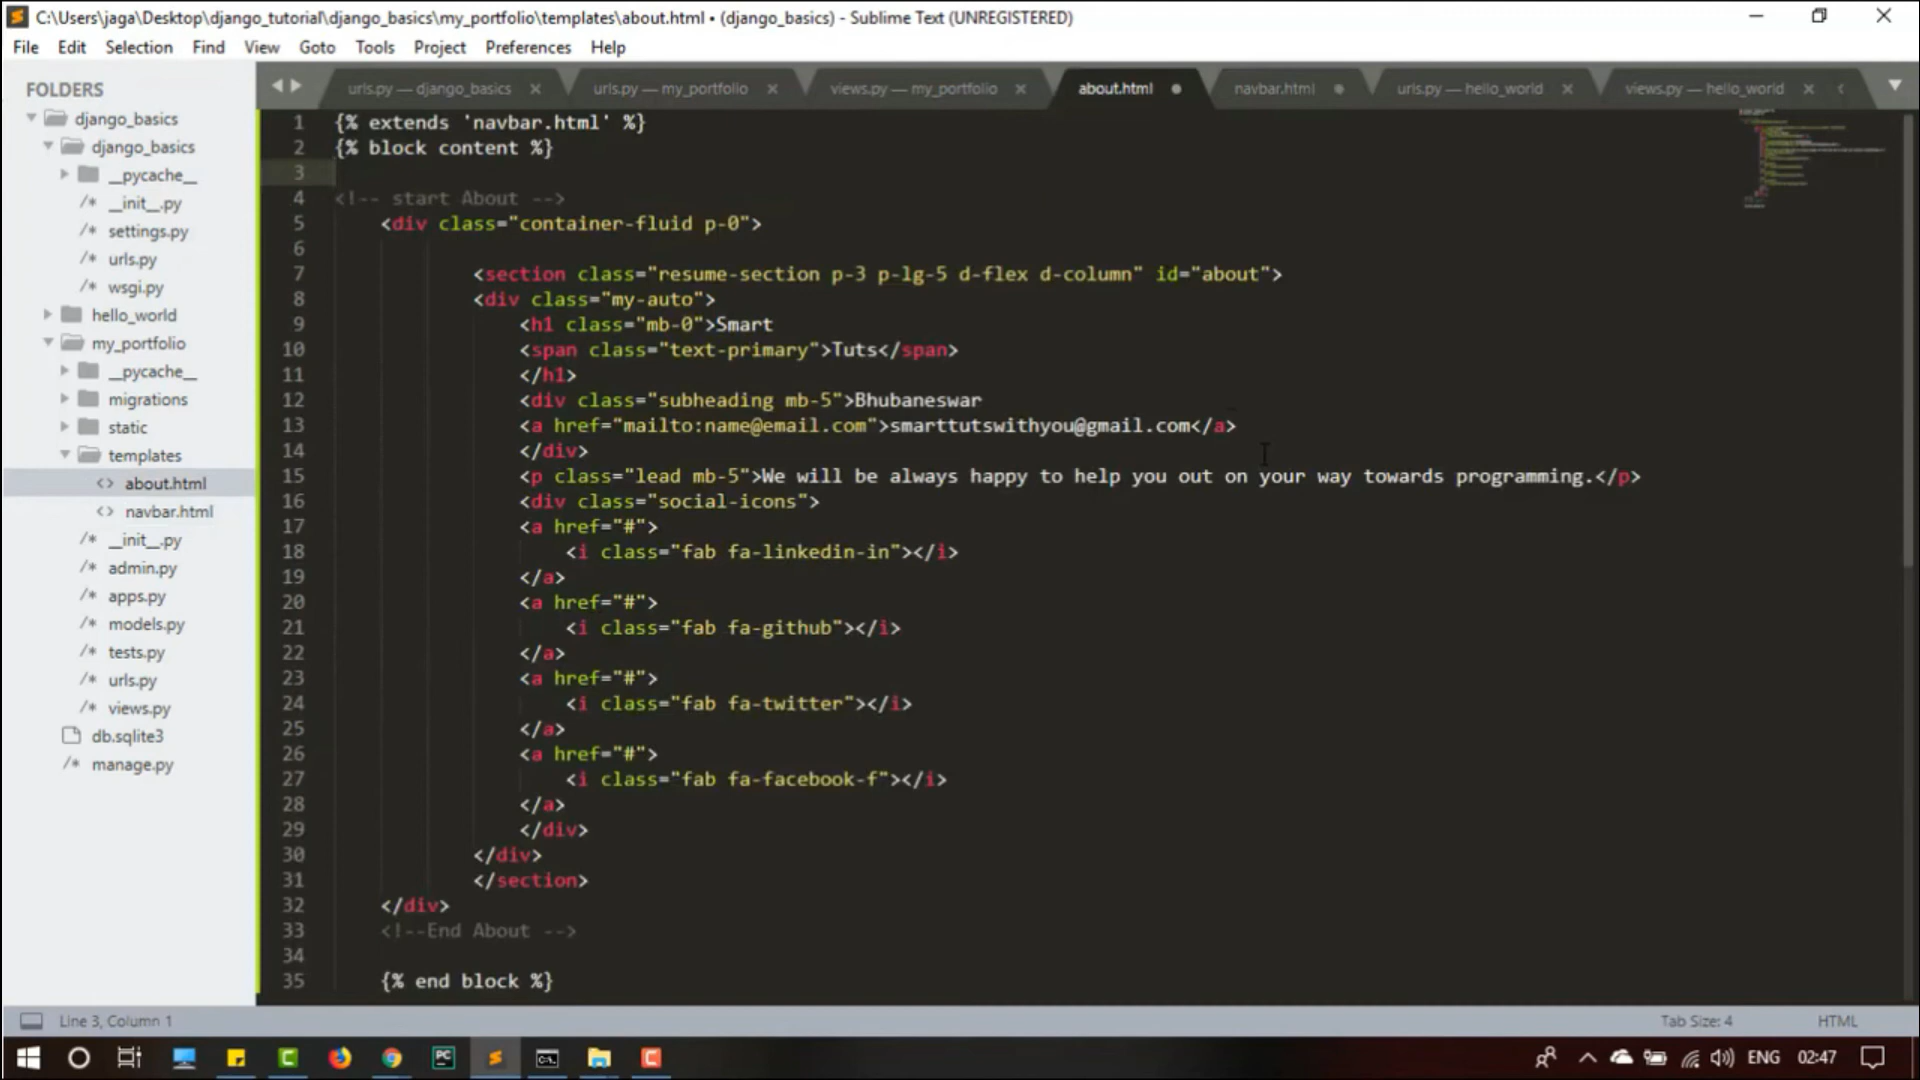 C:\Users\jaga\Desktop\django_tutorial\django_basics\my_portfolio\templates\about.html • (django_basics) - Sublime Text (UNREGISTERED)
File Edit Selection Find View Goto Tools Project Preferences Help
FOLDERS
django_basics
django_basics
__pycache__
/* __init__.py
/* settings.py
/* urls.py
/* wsgi.py
hello_world
my_portfolio
__pycache__
migrations
static
templates
<> about.html
<> navbar.html
/* __init__.py
/* admin.py
/* apps.py
/* models.py
/* tests.py
/* urls.py
/* views.py
db.sqlite3
/* manage.py
urls.py — django_basics urls.py — my_portfolio views.py — my_portfolio about.html navbar.html urls.py — hello_world views.py — hello_world
1 {% extends 'navbar.html' %}
2 {% block content %}
3
4 <!-- start About -->
5 <div class="container-fluid p-0">
6
7 <section class="resume-section p-3 p-lg-5 d-flex d-column" id="about">
8 <div class="my-auto">
9 <h1 class="mb-0">Smart
10 <span class="text-primary">Tuts</span>
11 </h1>
12 <div class="subheading mb-5">Bhubaneswar
13 <a href="mailto:name@email.com">smarttutswithyou@gmail.com</a>
14 </div>
15 <p class="lead mb-5">We will be always happy to help you out on your way towards programming.</p>
16 <div class="social-icons">
17 <a href="#">
18 <i class="fab fa-linkedin-in"></i>
19 </a>
20 <a href="#">
21 <i class="fab fa-github"></i>
22 </a>
23 <a href="#">
24 <i class="fab fa-twitter"></i>
25 </a>
26 <a href="#">
27 <i class="fab fa-facebook-f"></i>
28 </a>
29 </div>
30 </div>
31 </section>
32 </div>
33 <!--End About -->
34
35 {% end block %}
Line 3, Column 1 Tab Size: 4 HTML
ENG 02:47